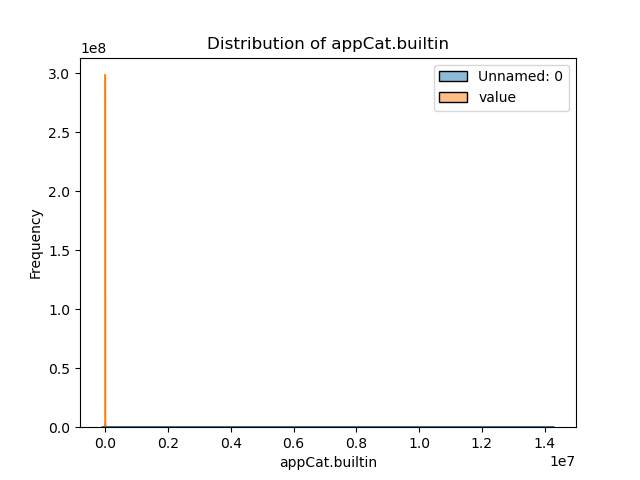 Distribution of appCat.builtin
1e8
Unnamed: 0
value
3.0
2.5
2.0
1.5
1.0
0.5
0.0
Frequency
0.0 0.2 0.4 0.6 0.8 1.0 1.2 1.4
1e7
appCat.builtin